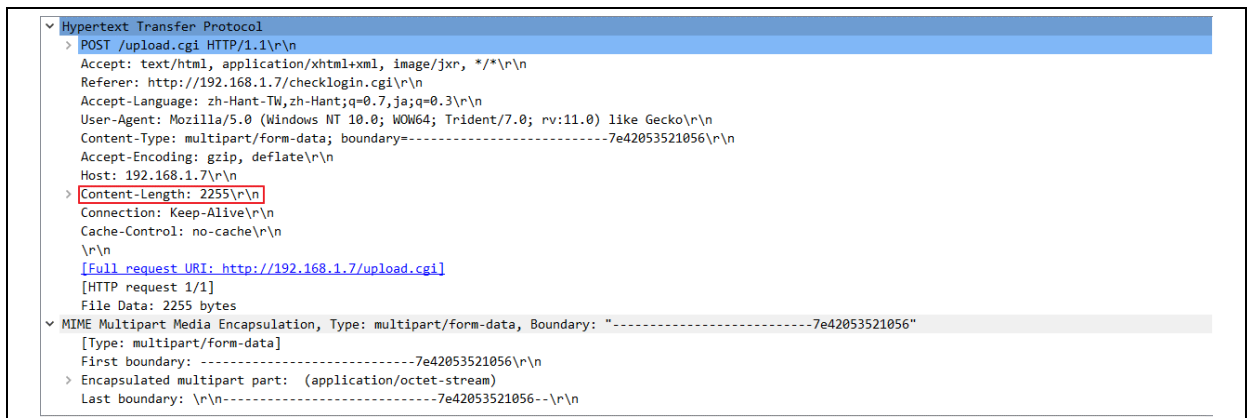 Hypertext Transfer Protocol
POST /upload.cgi HTTP/1.1\r\n
Accept: text/html, application/xhtml+xml, image/jxr, */*\r\n
Referer: http://192.168.1.7/checklogin.cgi\r\n
Accept-Language: zh-Hant-TW,zh-Hant;q=0.7,ja;q=0.3\r\n
User-Agent: Mozilla/5.0 (Windows NT 10.0; WOW64; Trident/7.0; rv:11.0) like Gecko\r\n
Content-Type: multipart/form-data; boundary=---------------------------7e42053521056\r\n
Accept-Encoding: gzip, deflate\r\n
Host: 192.168.1.7\r\n
Content-Length: 2255\r\n
Connection: Keep-Alive\r\n
Cache-Control: no-cache\r\n
\r\n
[Full request URI: http://192.168.1.7/upload.cgi]
[HTTP request 1/1]
File Data: 2255 bytes
MIME Multipart Media Encapsulation, Type: multipart/form-data, Boundary: "---------------------------7e42053521056"
[Type: multipart/form-data]
First boundary: -----------------------------7e42053521056\r\n
Encapsulated multipart part:  (application/octet-stream)
Last boundary: \r\n-----------------------------7e42053521056--\r\n